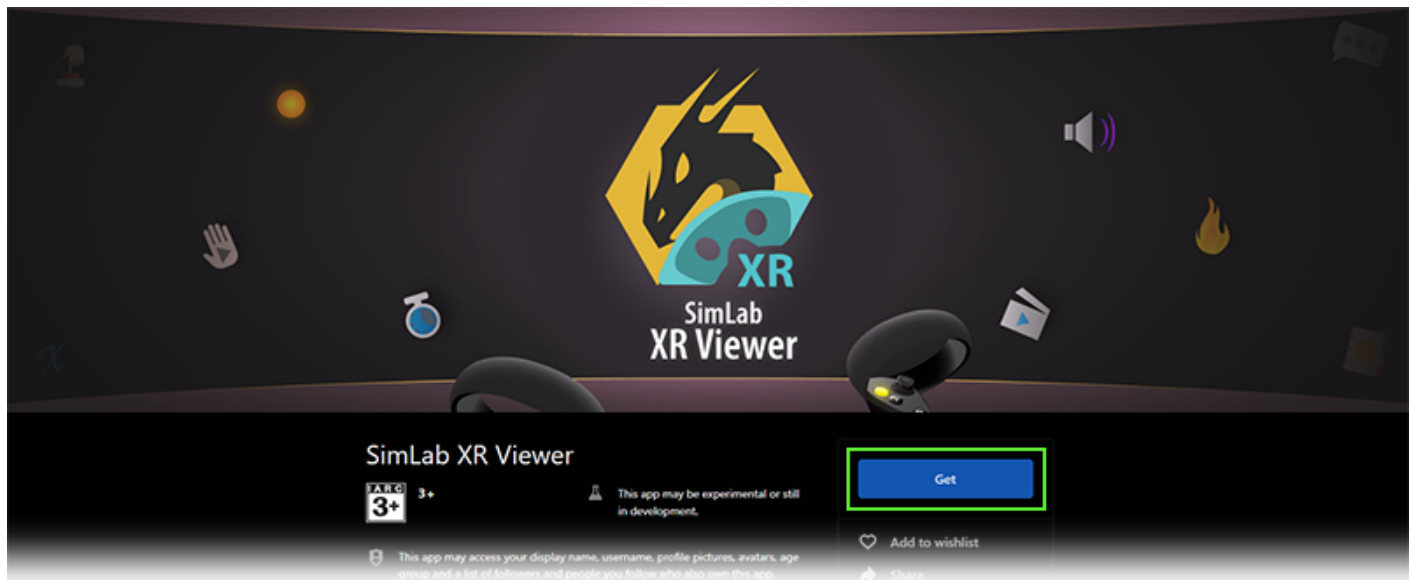 XR
SimLab
XR Viewer
SimLab XR Viewer
IARC
3+
3+
This app may be experimental or still
in development.
Get
This app may access your display name, username, profile pictures, avatars, age
group and a list of followers and people you follow who also own this app.
Add to wishlist
Share